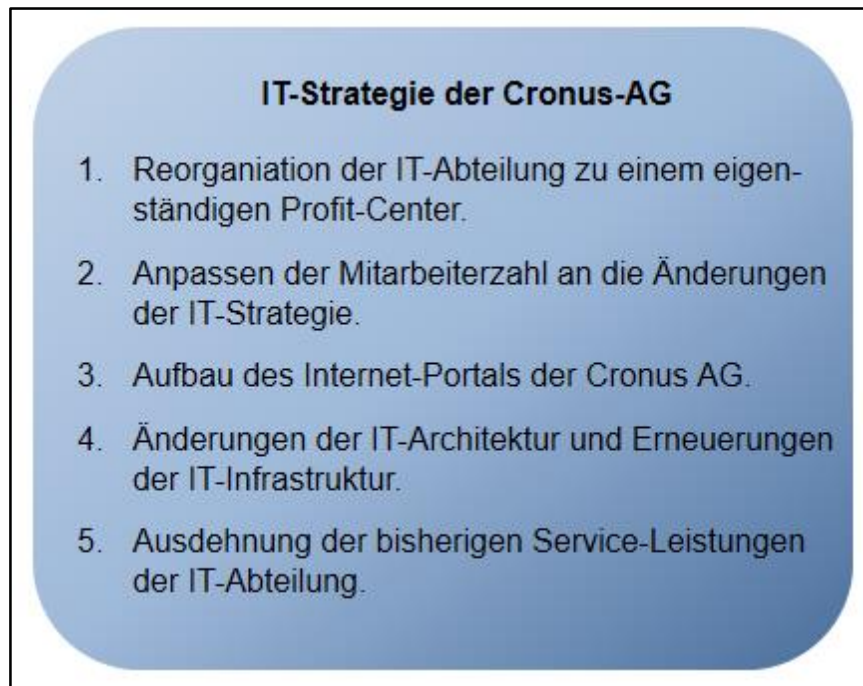 IT-Strategie der Cronus-AG
1. Reorganiation der IT-Abteilung zu einem eigen-
ständigen Profit-Center.
2. Anpassen der Mitarbeiterzahl an die Änderungen
der IT-Strategie.
3. Aufbau des Internet-Portals der Cronus AG.
4. Änderungen der IT-Architektur und Erneuerungen
der IT-Infrastruktur.
5. Ausdehnung der bisherigen Service-Leistungen
der IT-Abteilung.